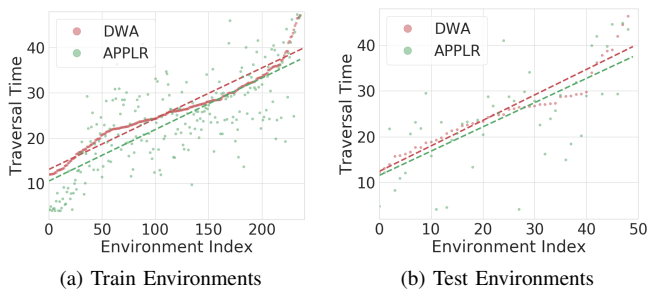 DWA
APPLR
Traversal Time
40
30
20
10
0 50 100 150 200
Environment Index
(a) Train Environments
DWA
APPLR
Traversal Time
40
30
20
10
0 10 20 30 40 50
Environment Index
(b) Test Environments